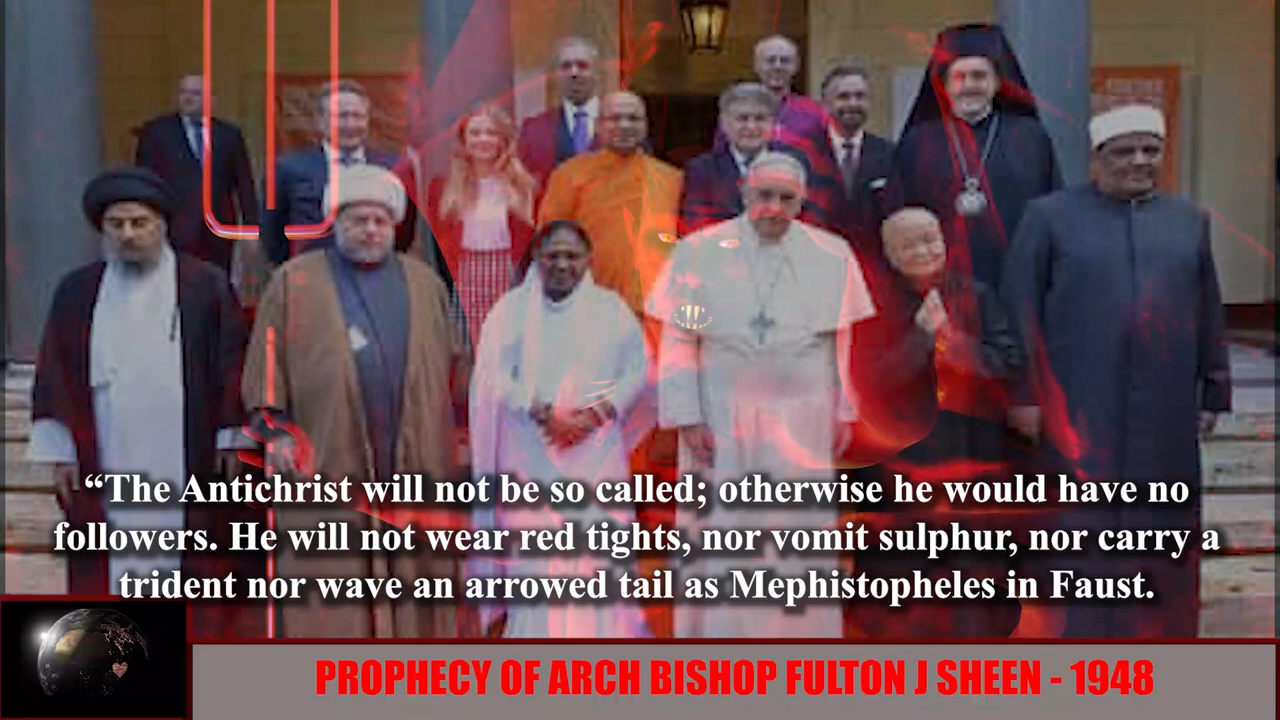 “The Antichrist will not be so called; otherwise he would have no
followers. He will not wear red tights, nor vomit sulphur, nor carry a
trident nor wave an arrowed tail as Mephistopheles in Faust.
PROPHECY OF ARCH BISHOP FULTON J SHEEN - 1948